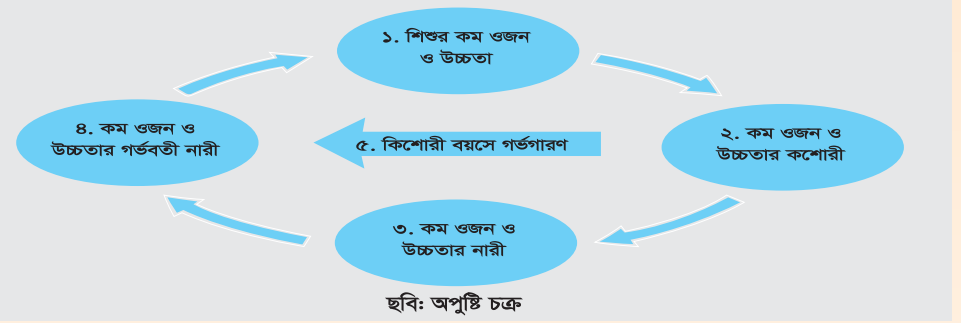 ১. শিশুর কম ওজন
ও উচ্চতা
২. কম ওজন ও
উচ্চতার কশোরী
৩. কম ওজন ও
উচ্চতার নারী
৪. কম ওজন ও
উচ্চতার গর্ভবতী নারী
৫. কিশোরী বয়সে গর্ভগারণ
ছবি: অপুষ্টি চক্র